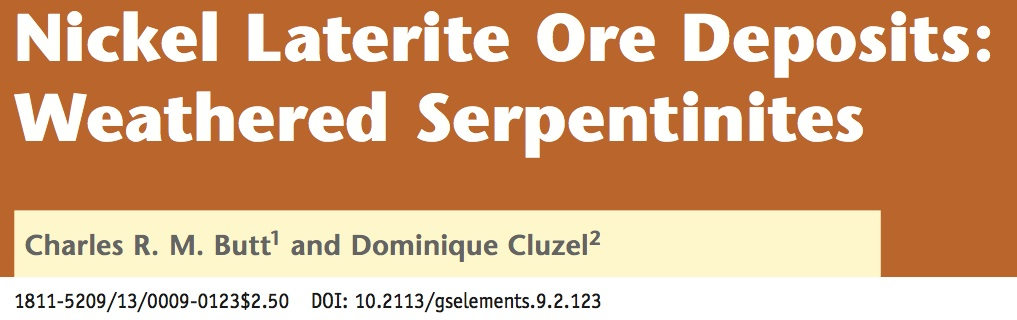 Nickel Laterite Ore Deposits:
Weathered Serpentinites
Charles R. M. Butt¹ and Dominique Cluzel²
1811-5209/13/0009-0123$2.50 DOI: 10.2113/gselements.9.2.123